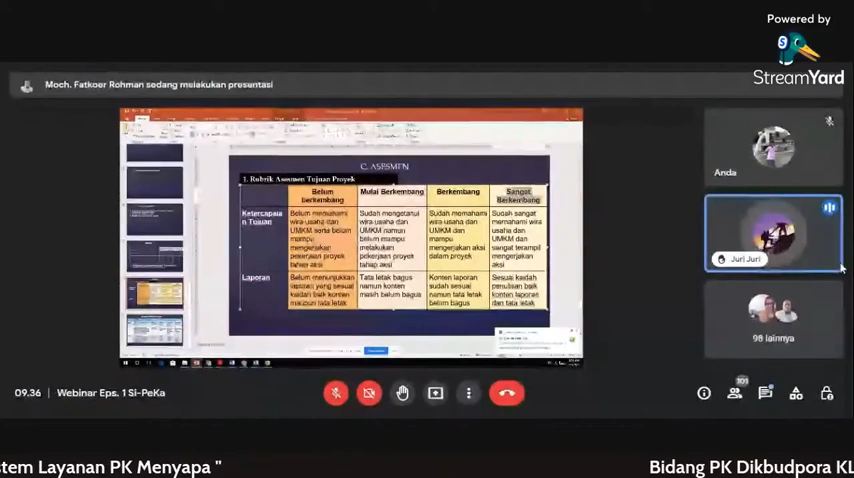 Powered by
StreamYard
Moch. Fatkoer Rohman sedang melakukan presentasi
C. ASESMEN
1. Rubrik Asesmen Tujuan Proyek
Belum berkembang
Mulai Berkembang
Berkembang
Sangat Berkembang
Ketercapaian Tujuan
Belum memahami
wira usaha dan
UMKM serta belum
mampu
mengerjakan
pekerjaan proyek
tahap aksi
Sudah mengetahui
wira usaha dan
UMKM namun
belum mampu
melakukan
pekerjaan proyek
tahap aksi
Sudah memahami
wira usaha dan
UMKM dan
mampu
mengerjakan aksi
dalam proyek
Sudah sangat
memahami wira
usaha dan
UMKM dan
sangat terampil
mengerjakan
aksi
Laporan
Belum menunjukkan
laporan yang sesuai
kaidah baik konten
maupun tata letak
Tata letak bagus
namun konten
masih belum bagus
Konten laporan
sudah sesuai
namun tata letak
belum bagus
Sesuai kaidah
penulisan baik
konten laporan
dan tata letak
Anda
Juri Juri
98 lainnya
09.36 | Webinar Eps. 1 Si-PeKa
101
stem Layanan PK Menyapa "
Bidang PK Dikbudpora KL